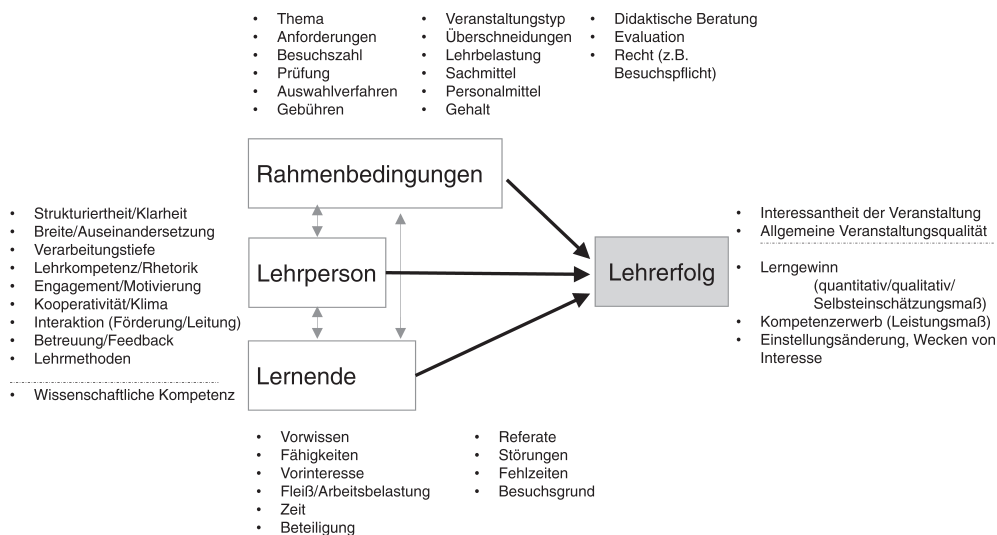 • Thema
• Anforderungen
• Besuchszahl
• Prüfung
• Auswahlverfahren
• Gebühren
• Veranstaltungstyp
• Überschneidungen
• Lehrbelastung
• Sachmittel
• Personalmittel
• Gehalt
• Didaktische Beratung
• Evaluation
• Recht (z.B.
Besuchspflicht)
Rahmenbedingungen
• Strukturiertheit/Klarheit
• Breite/Auseinandersetzung
• Verarbeitungstiefe
• Lehrkompetenz/Rhetorik
• Engagement/Motivierung
• Kooperativität/Klima
• Interaktion (Förderung/Leitung)
• Betreuung/Feedback
• Lehrmethoden
• Wissenschaftliche Kompetenz
Lehrperson
Lernende
Lehrerfolg
• Interessantheit der Veranstaltung
• Allgemeine Veranstaltungsqualität
• Lerngewinn
(quantitativ/qualitativ/
Selbsteinschätzungsmaß)
• Kompetenzerwerb (Leistungsmaß)
• Einstellungsänderung, Wecken von
Interesse
• Vorwissen
• Fähigkeiten
• Vorinteresse
• Fleiß/Arbeitsbelastung
• Zeit
• Beteiligung
• Referate
• Störungen
• Fehlzeiten
• Besuchsgrund